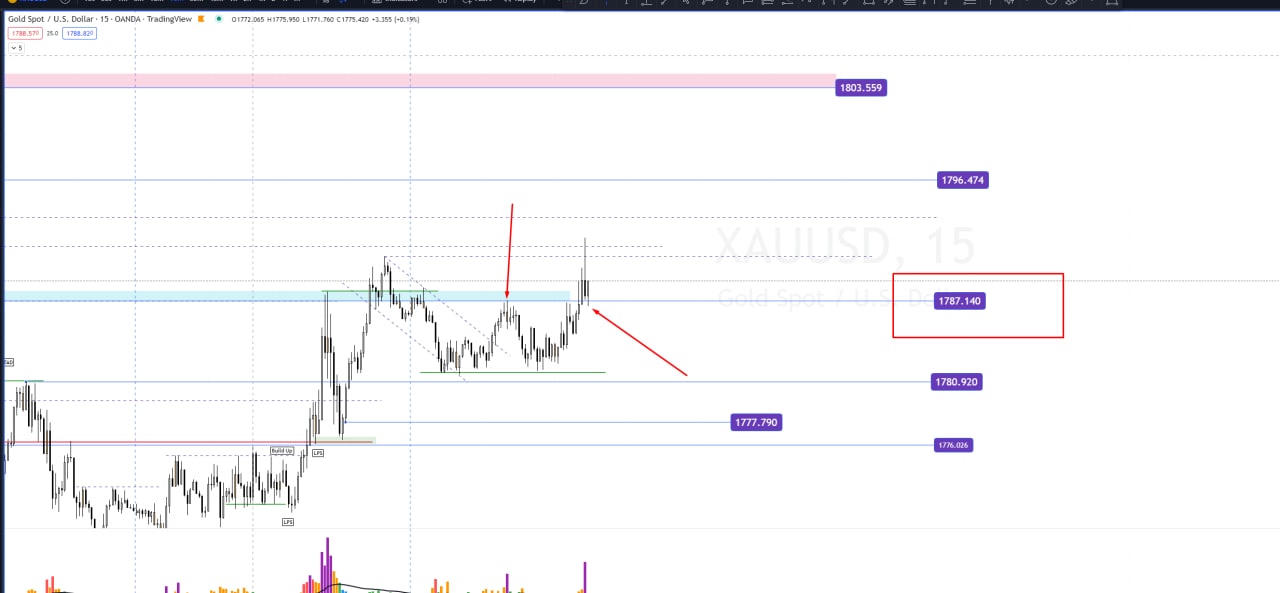 Gold Spot / U.S. Dollar · 15 · OANDA · TradingView O1772.065 H1775.950 L1771.760 C1775.420 +3.355 (+0.19%)
1788.570 25.0 1788.820
5
1803.559
1796.474
XAUUSD, 15
Gold Spot / U.S. Do
1787.140
1780.920
1777.790
1776.026
Build Up
LPS
LPS